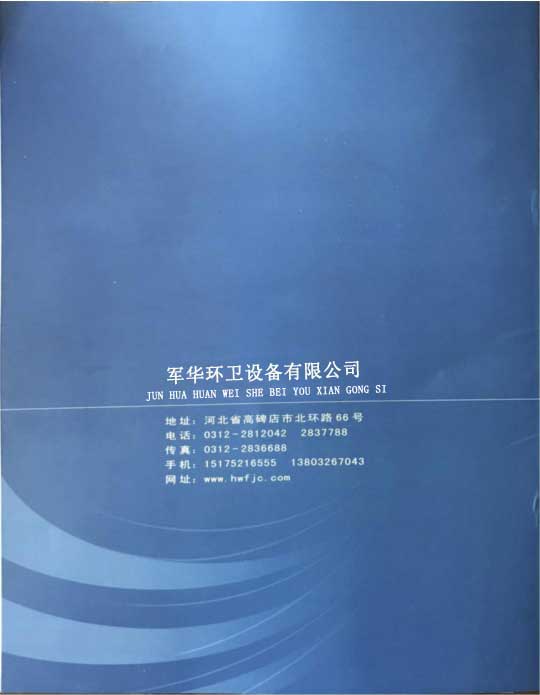 军华环卫设备有限公司
JUN HUA HUAN WEI SHE BEI YOU XIAN GONG SI
地址：河北省高碑店市北环路66号
电话：0312-2812042 2837788
传真：0312-2836688
手机：15175216555 13803267043
网址：www.hwfjc.com